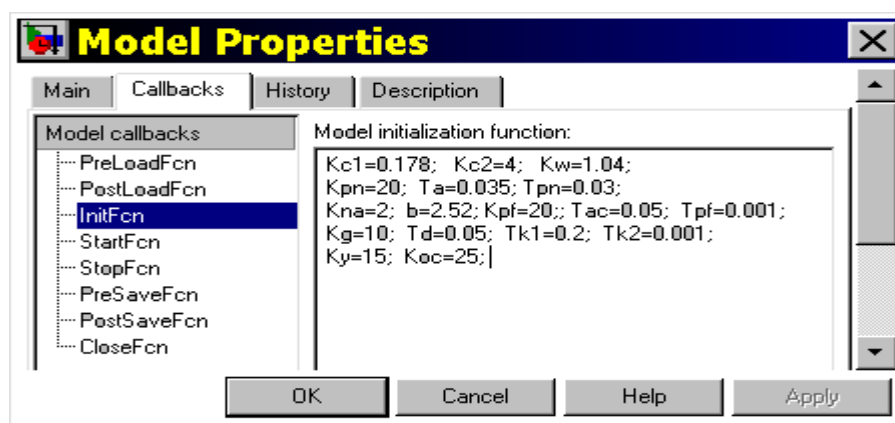 Model Properties
Main Callbacks History Description
Model callbacks
PreLoadFcn
PostLoadFcn
InitFcn
StartFcn
StopFcn
PreSaveFcn
PostSaveFcn
CloseFcn
Model initialization function:
Kc1=0.178; Kc2=4; Kw=1.04;
Kpn=20; Ta=0.035; Tpn=0.03;
Kna=2; b=2.52; Kpf=20;; Tac=0.05; Tpf=0.001;
Kg=10; Td=0.05; Tk1=0.2; Tk2=0.001;
Ky=15; Koc=25;
OK Cancel Help Apply